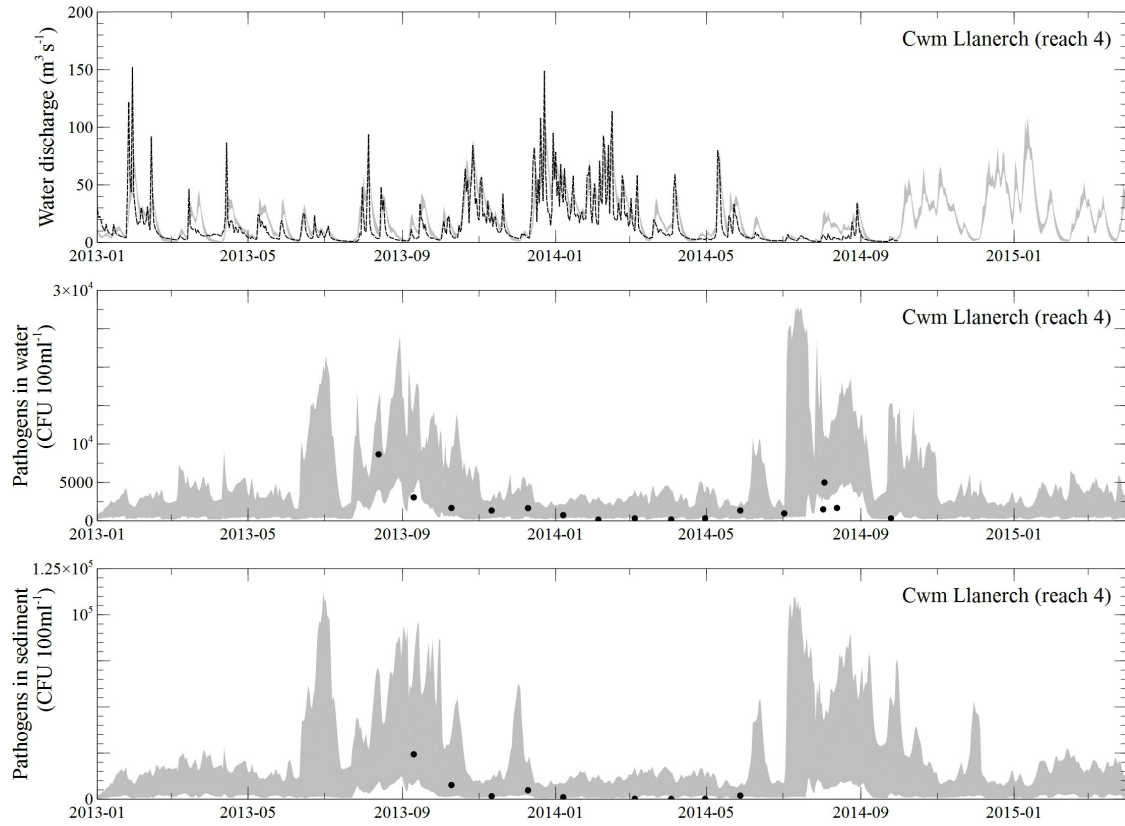 Cwm Llanerch (reach 4)
Water discharge (m³ s⁻¹)
200
150
100
50
0
2013-01 2013-05 2013-09 2014-01 2014-05 2014-09 2015-01
Cwm Llanerch (reach 4)
Pathogens in water
(CFU 100ml⁻¹)
3×10⁴
10⁴
5000
0
2013-01 2013-05 2013-09 2014-01 2014-05 2014-09 2015-01
Cwm Llanerch (reach 4)
Pathogens in sediment
(CFU 100ml⁻¹)
1.25×10⁵
10⁵
0
2013-01 2013-05 2013-09 2014-01 2014-05 2014-09 2015-01